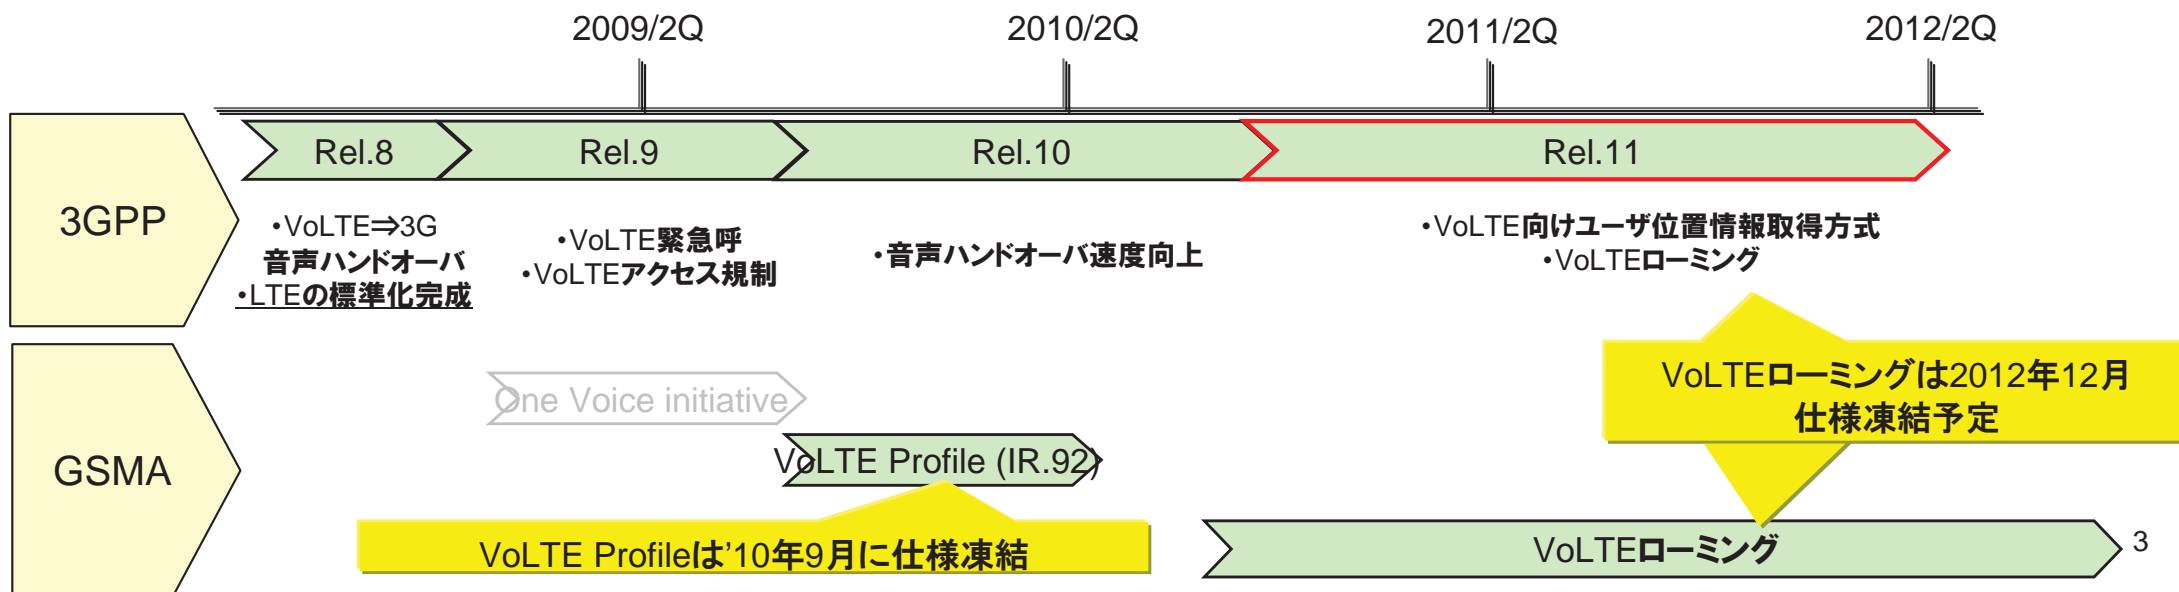 2009/2Q
2010/2Q
2011/2Q
2012/2Q
3GPP
Rel.8
Rel.9
Rel.10
Rel.11
・VoLTE⇒3G
音声ハンドオーバ
・LTEの標準化完成
・VoLTE緊急呼
・VoLTEアクセス規制
・音声ハンドオーバ速度向上
・VoLTE向けユーザ位置情報取得方式
・VoLTEローミング
VoLTEローミングは2012年12月
仕様凍結予定
GSMA
One Voice initiative
VoLTE Profile (IR.92)
VoLTE Profileは'10年9月に仕様凍結
VoLTEローミング
3